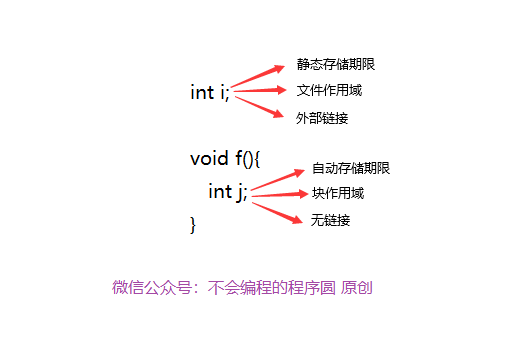 静态存储期限
int i;
文件作用域
外部链接
void f(){
自动存储期限
int j;
块作用域
无链接
}
微信公众号：不会编程的程序圆 原创